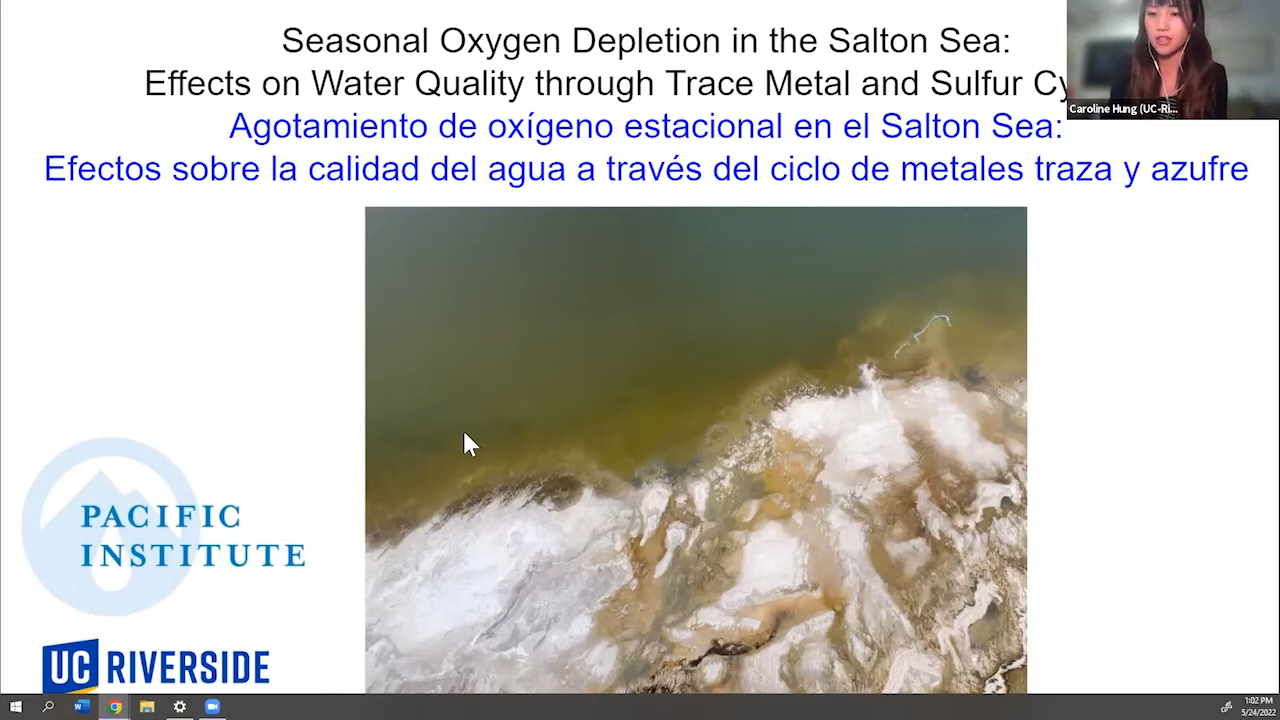 Seasonal Oxygen Depletion in the Salton Sea:
Effects on Water Quality through Trace Metal and Sulfur Cy
Agotamiento de oxígeno estacional en el Salton Sea:
Efectos sobre la calidad del agua a través del ciclo de metales traza y azufre
Caroline Hung (UC-Ri...
PACIFIC
INSTITUTE
UC RIVERSIDE
1:02 PM
5/24/2022